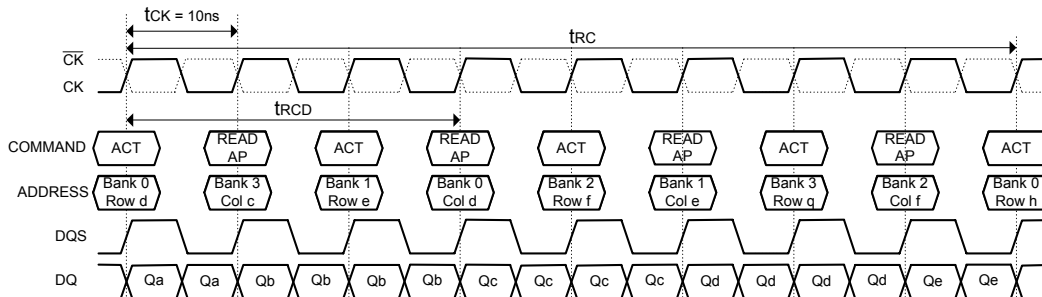 tCK = 10ns
tRC
CK
CK
tRCD
COMMAND ACT READ AP ACT READ AP ACT READ AP ACT READ AP ACT
ADDRESS Bank 0 Row d Bank 3 Col c Bank 1 Row e Bank 0 Col d Bank 2 Row f Bank 1 Col e Bank 3 Row q Bank 2 Col f Bank 0 Row h
DQS
DQ Qa Qa Qb Qb Qb Qb Qc Qc Qc Qc Qd Qd Qd Qd Qe Qe